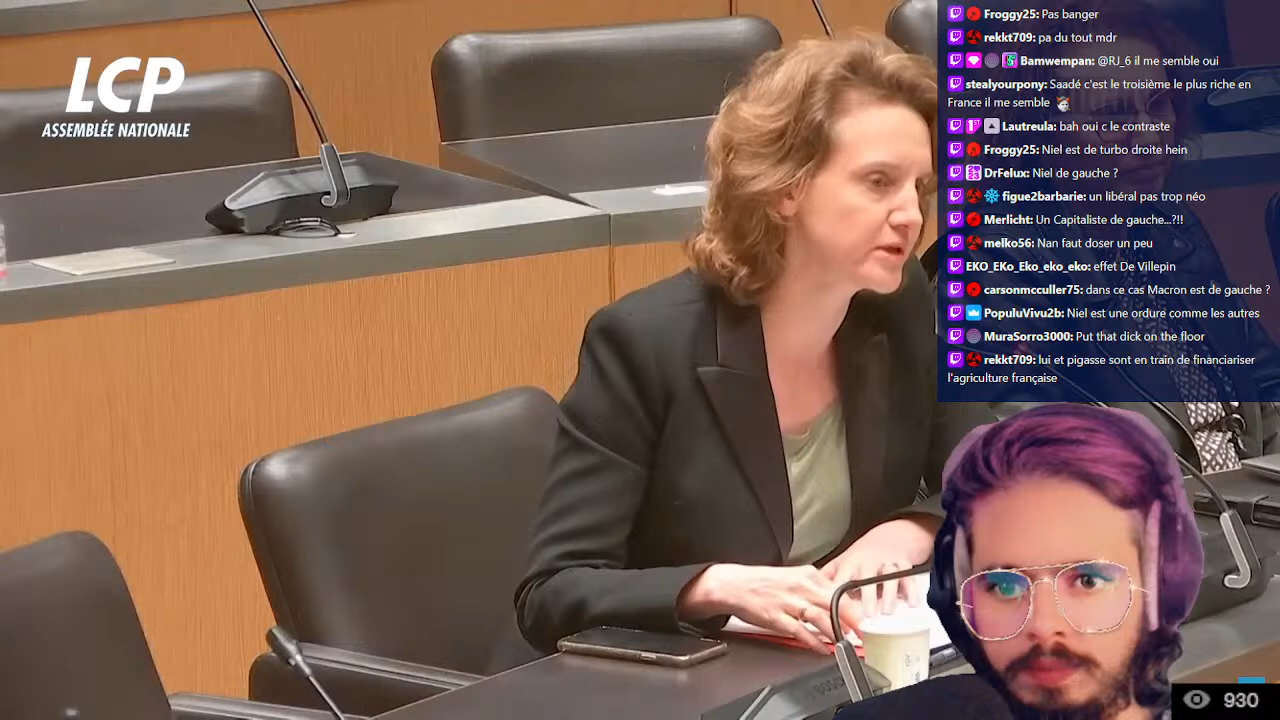 LCP
ASSEMBLÉE NATIONALE
Froggy25: Pas banger
rekkt709: pa du tout mdr
Bamwempan: @RJ_6 il me semble oui
stealyourpony: Saadé c'est le troisième le plus riche en
France il me semble
Lautreula: bah oui c le contraste
Froggy25: Niel est de turbo droite hein
DrFelux: Niel de gauche ?
figue2barbarie: un libéral pas trop néo
Merlicht: Un Capitaliste de gauche...?!!
melko56: Nan faut doser un peu
EKO_EKo_Eko_eko_eko: effet De Villepin
carsonmcculler75: dans ce cas Macron est de gauche ?
PopuluVivu2b: Niel est une ordure comme les autres
MuraSorro3000: Put that dick on the floor
rekkt709: lui et pigasse sont en train de financiariser
l'agriculture française
930